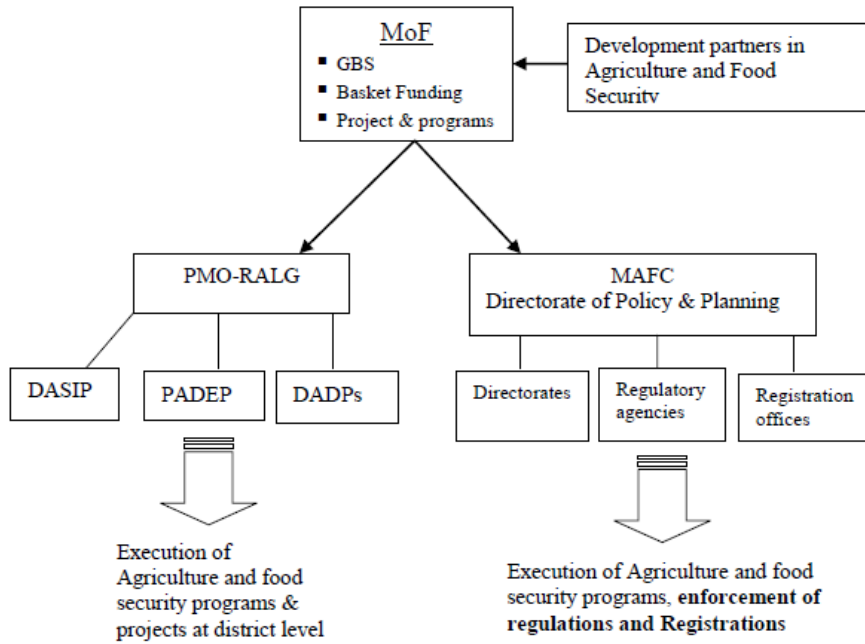 MoF
▪ GBS
▪ Basket Funding
▪ Project & programs
Development partners in
Agriculture and Food
Security
PMO-RALG
MAFC
Directorate of Policy & Planning
DASIP
PADEP
DADPs
Directorates
Regulatory
agencies
Registration
offices
Execution of
Agriculture and food
security programs &
projects at district level
Execution of Agriculture and food
security programs, enforcement of
regulations and Registrations